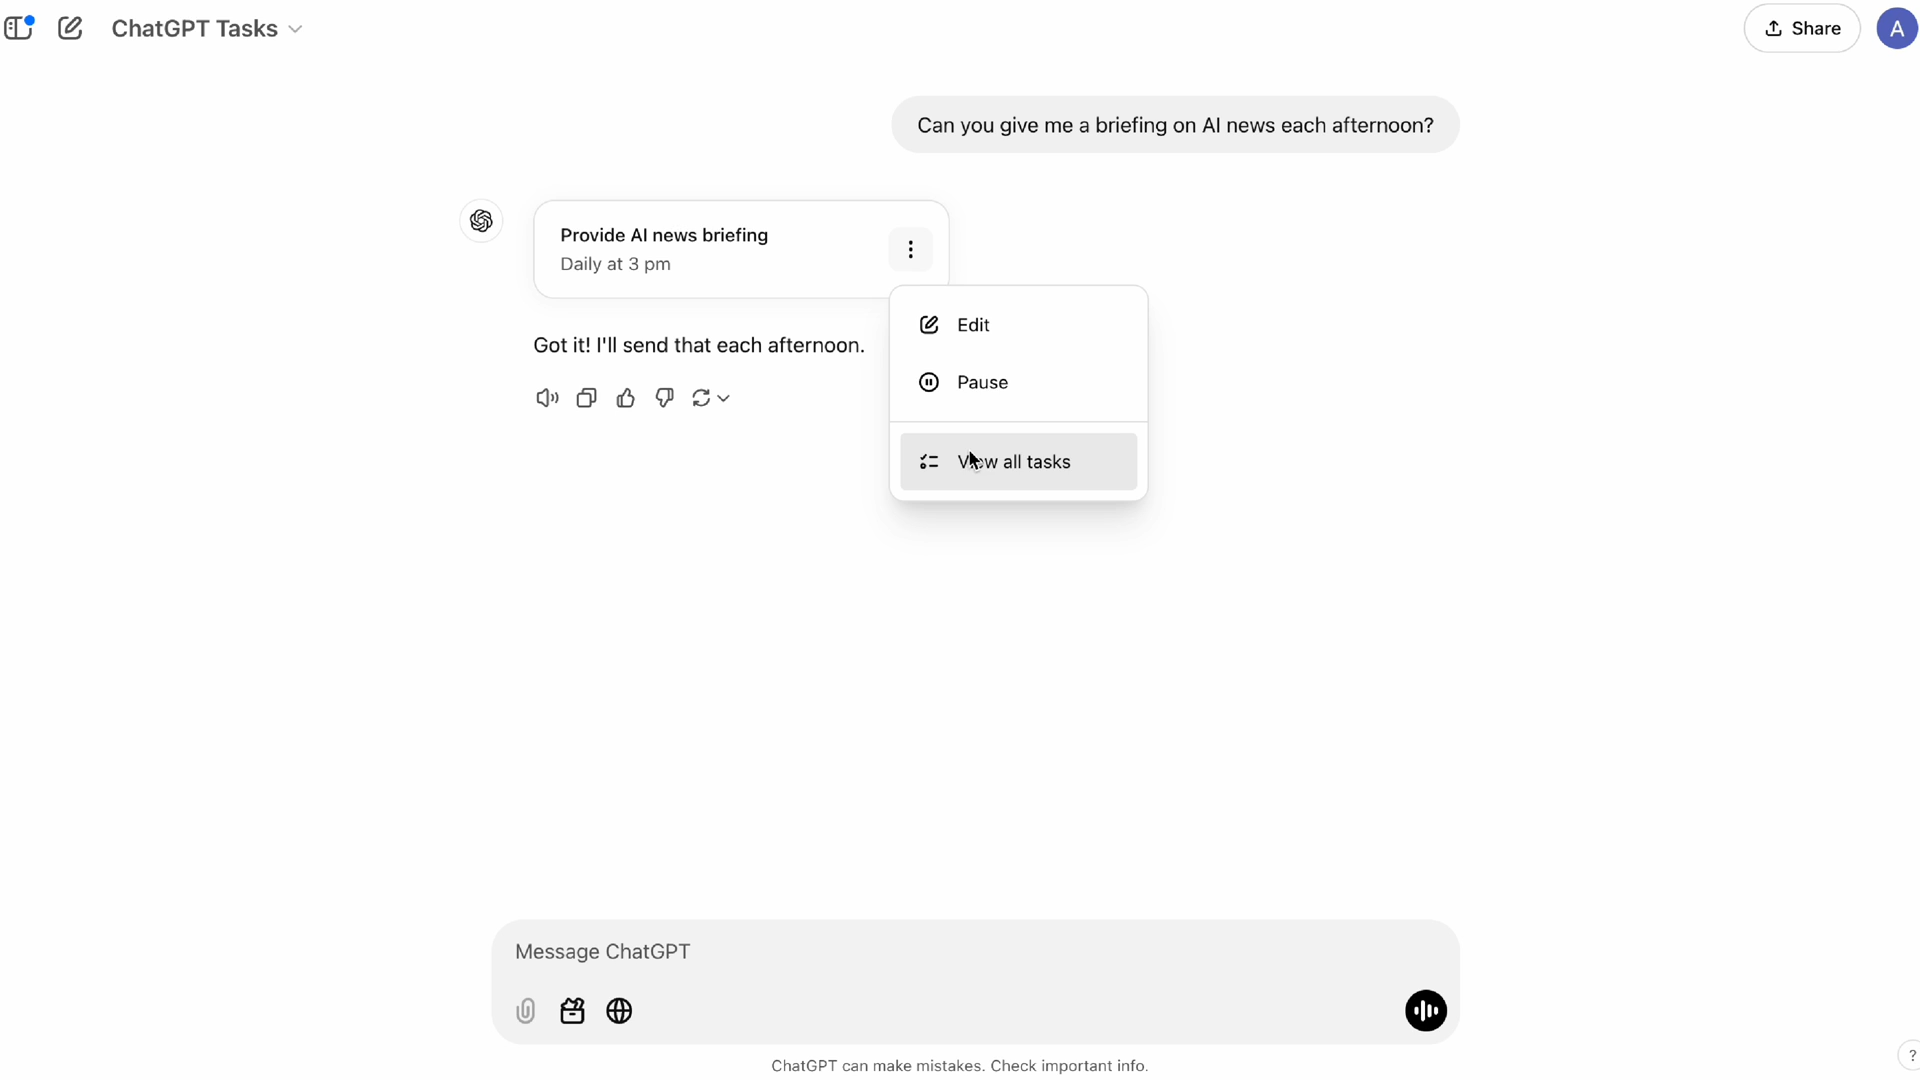 ChatGPT Tasks
Share
A
Can you give me a briefing on AI news each afternoon?
Provide AI news briefing
Daily at 3 pm
Got it! I'll send that each afternoon.
Edit
Pause
View all tasks
Message ChatGPT
ChatGPT can make mistakes. Check important info.
?